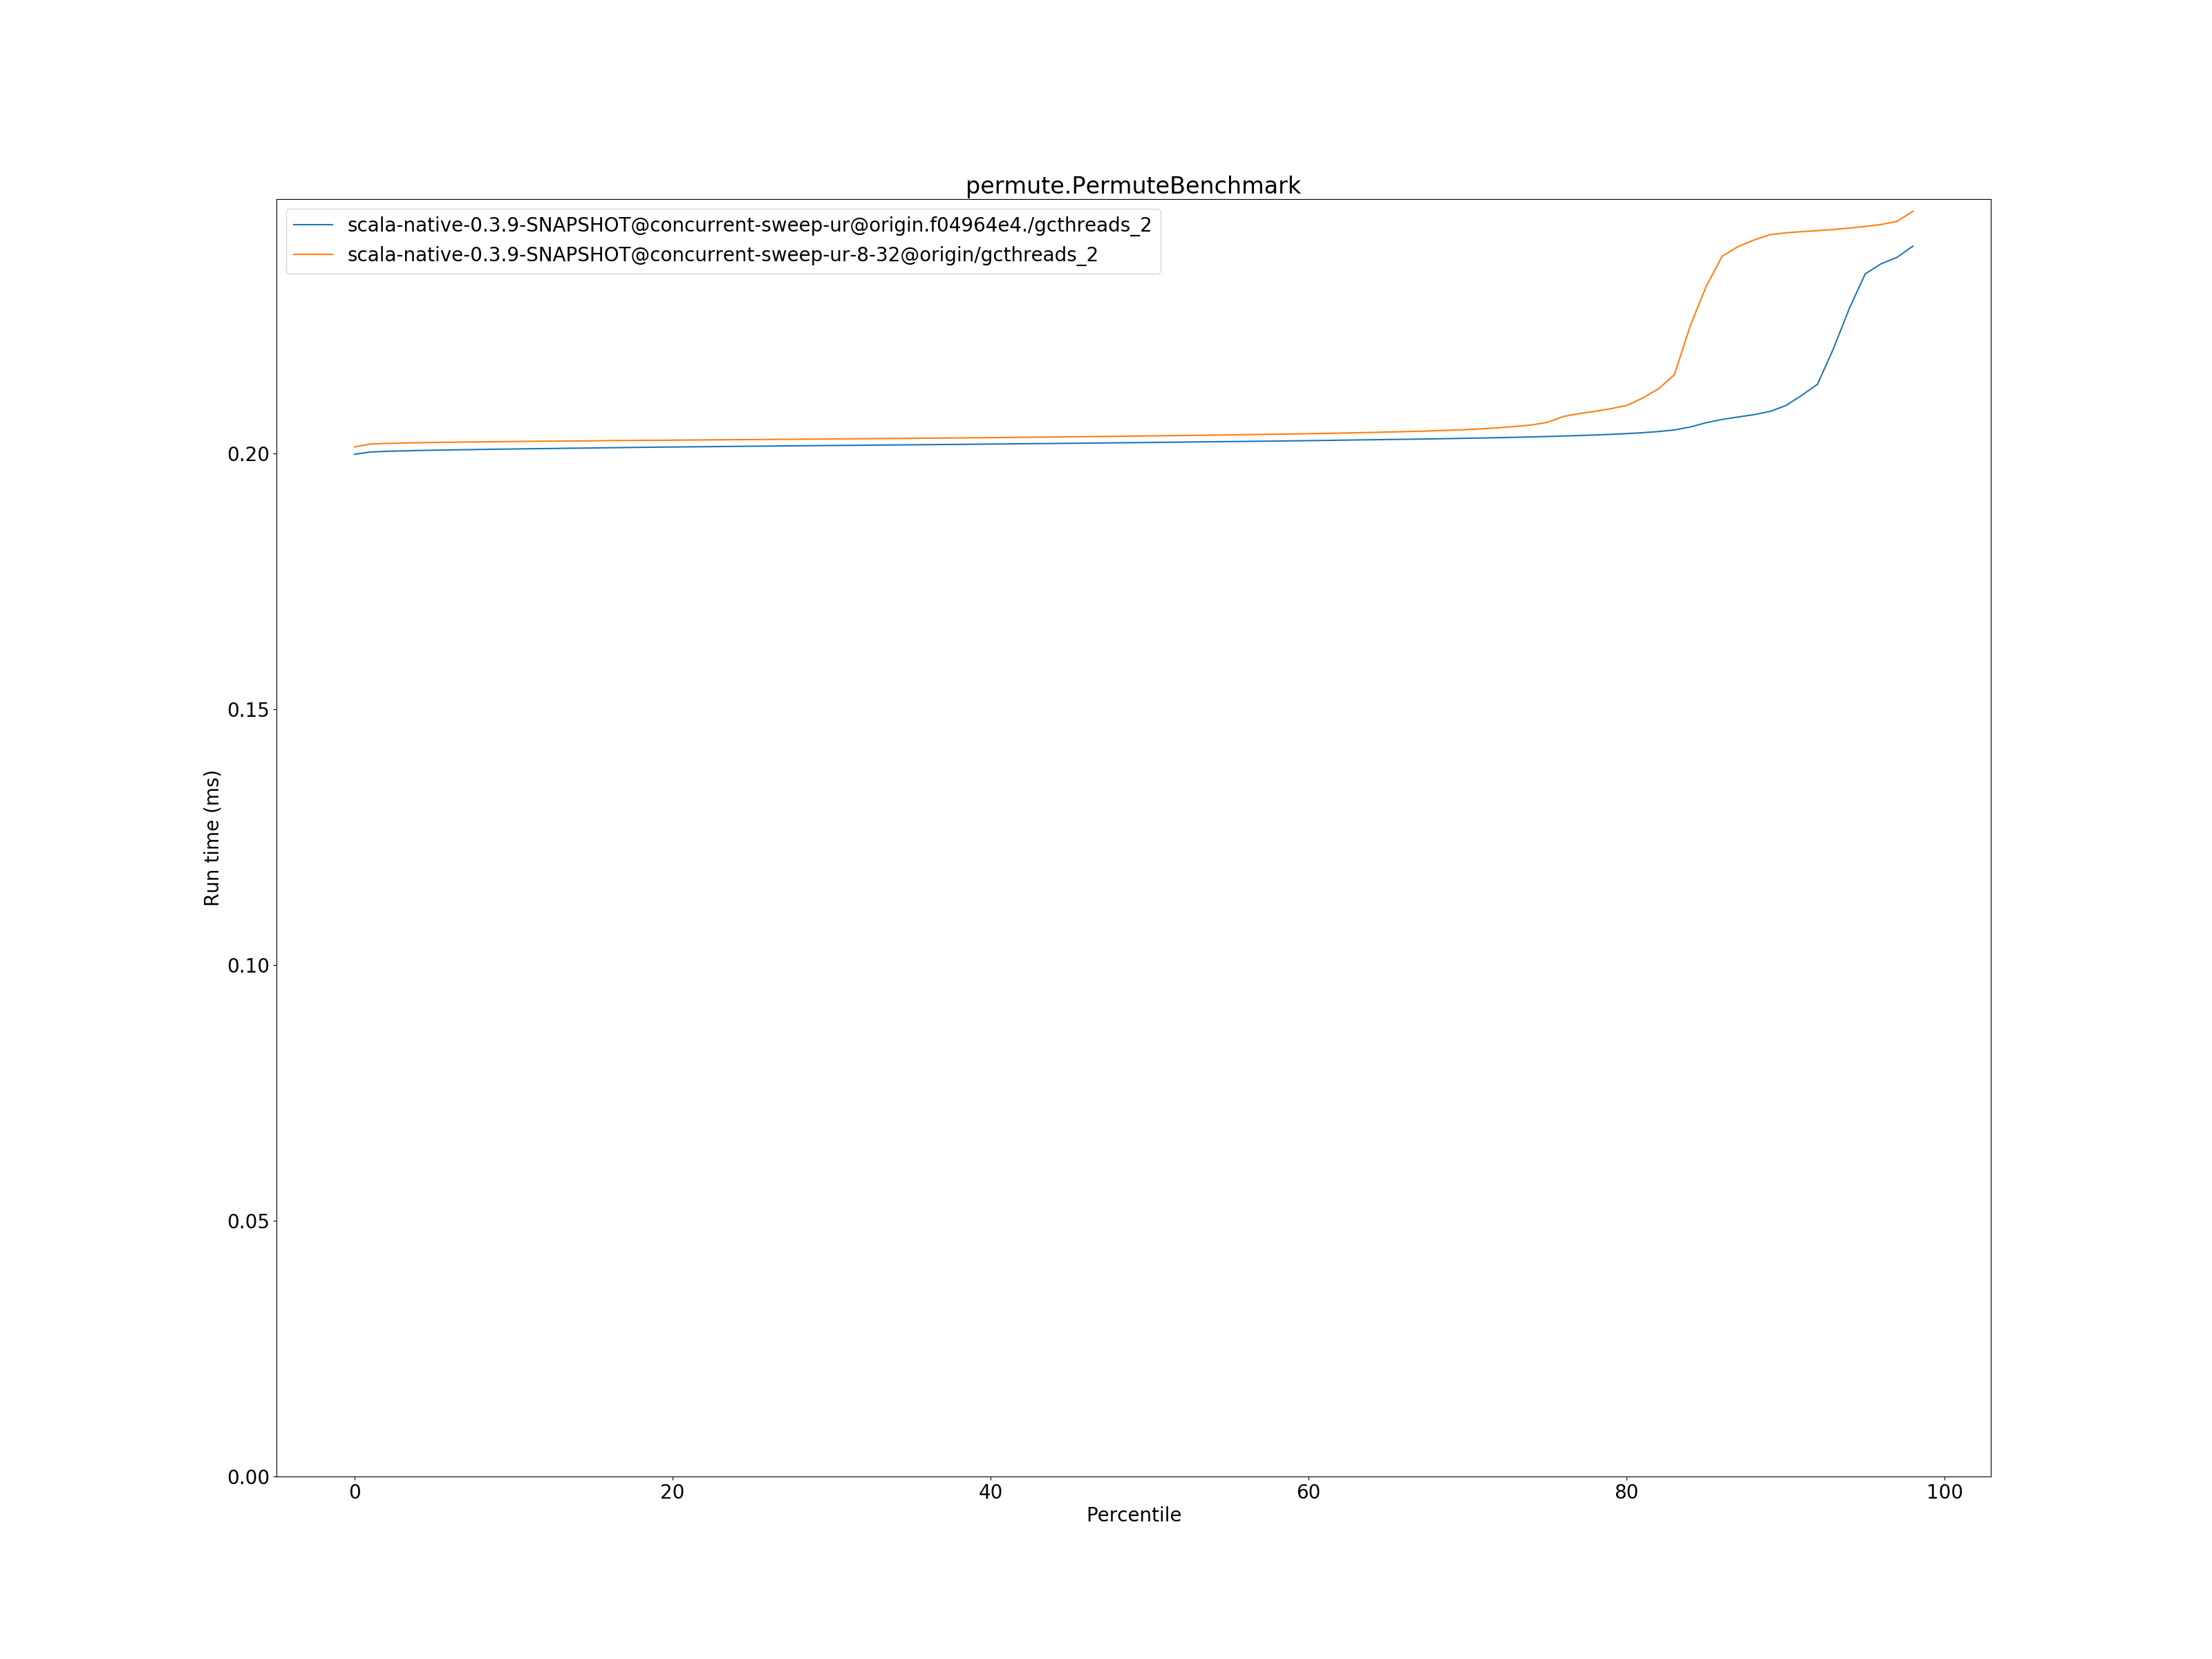 permute.PermuteBenchmark
scala-native-0.3.9-SNAPSHOT@concurrent-sweep-ur@origin.f04964e4./gcthreads_2
scala-native-0.3.9-SNAPSHOT@concurrent-sweep-ur-8-32@origin/gcthreads_2
Run time (ms)
0.20
0.15
0.10
0.05
0.00
0 20 40 60 80 100
Percentile